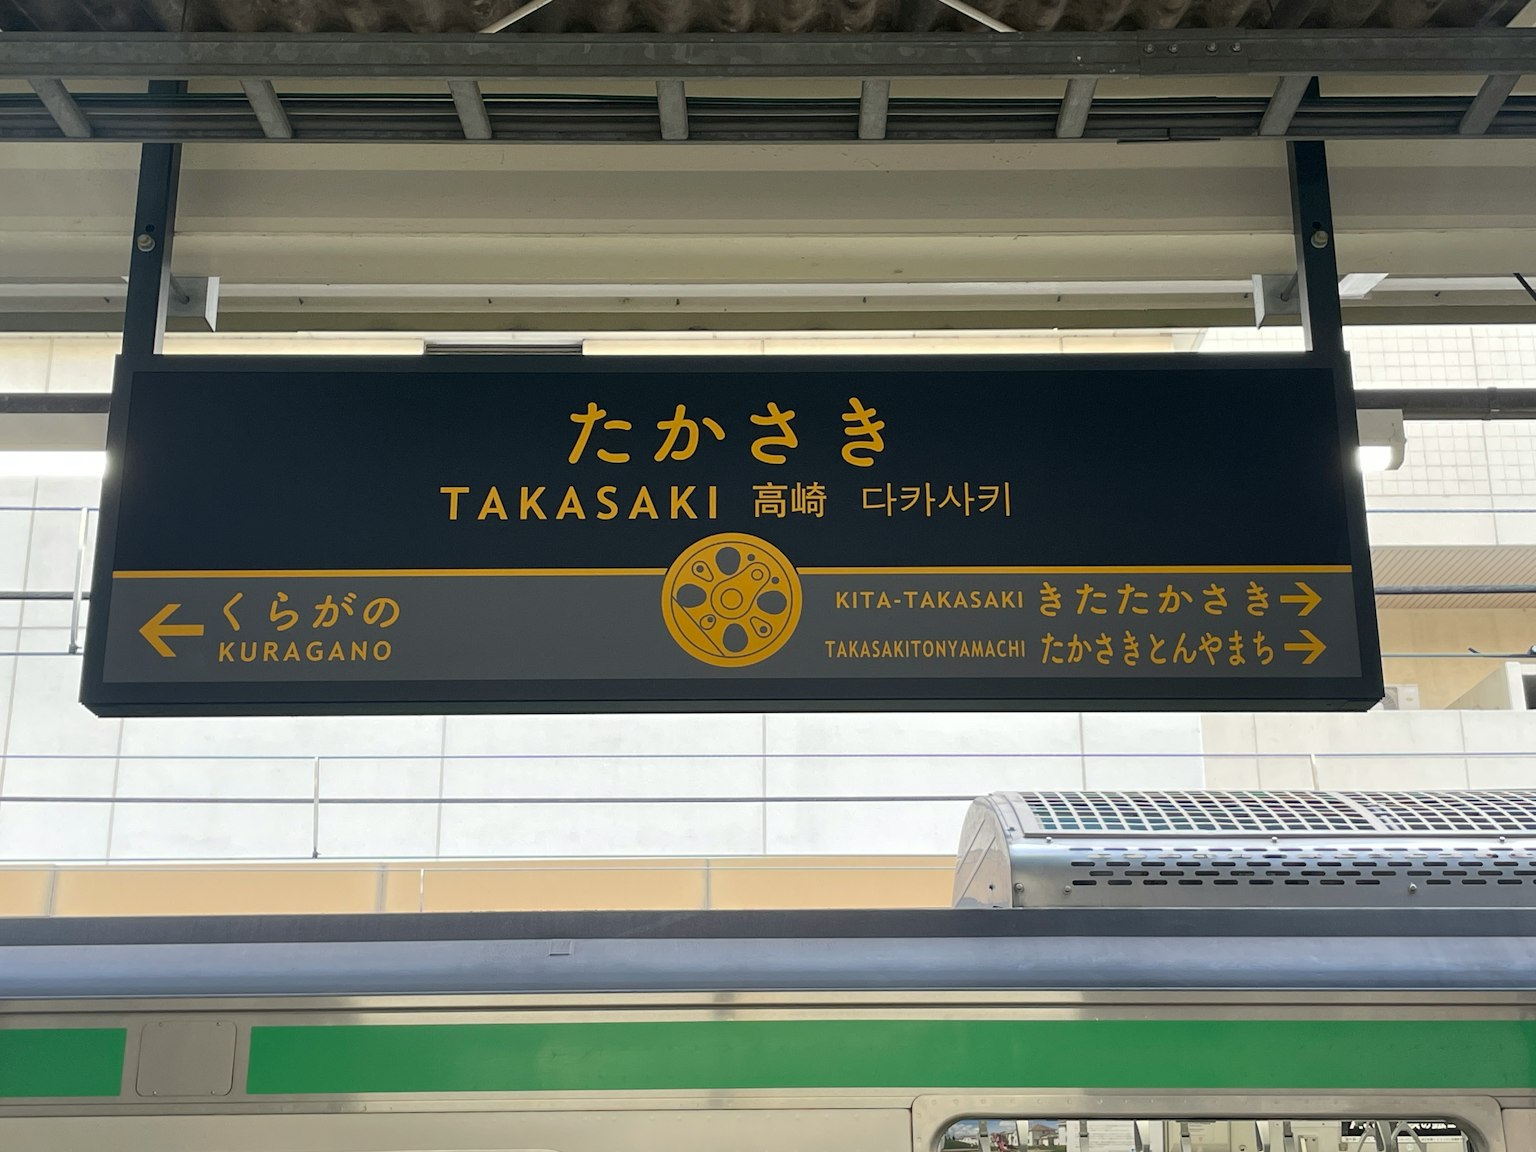 たかさき
TAKASAKI 高崎 다카사키
← くらがの
KURAGANO
KITA-TAKASAKI きたたかさき →
TAKASAKITONYAMACHI たかさきとんやまち →